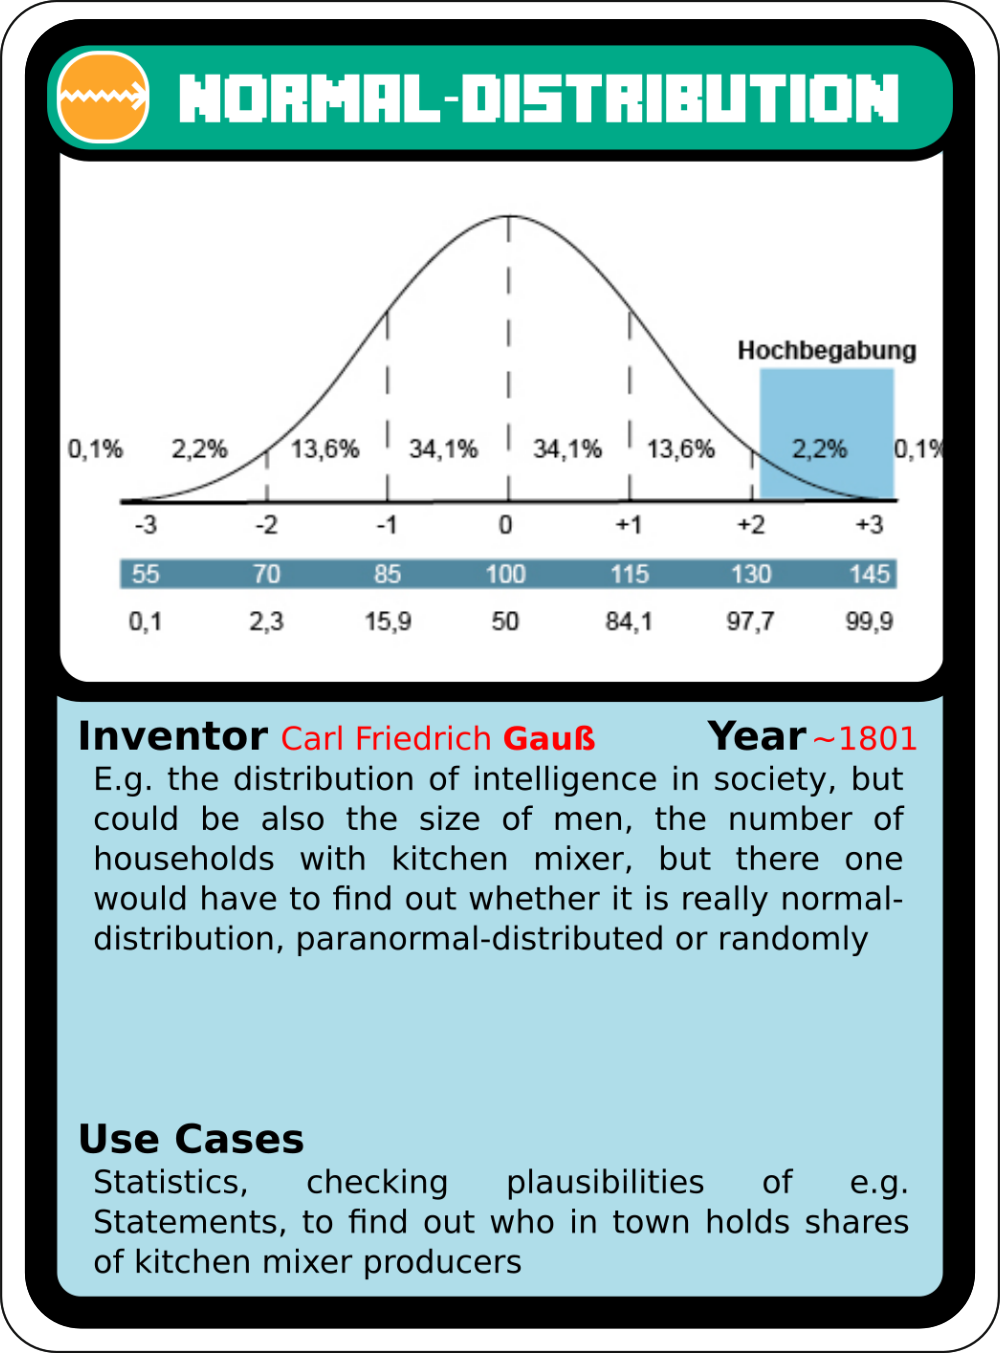 NORMAL-DISTRIBUTION
Hochbegabung
0,1% 2,2% 13,6% 34,1% 34,1% 13,6% 2,2% 0,1%
-3 -2 -1 0 +1 +2 +3
55 70 85 100 115 130 145
0,1 2,3 15,9 50 84,1 97,7 99,9
Inventor Carl Friedrich Gauß Year ~1801
E.g. the distribution of intelligence in society, but
could be also the size of men, the number of
households with kitchen mixer, but there one
would have to find out whether it is really normal-
distribution, paranormal-distributed or randomly
Use Cases
Statistics, checking plausibilities of e.g.
Statements, to find out who in town holds shares
of kitchen mixer producers